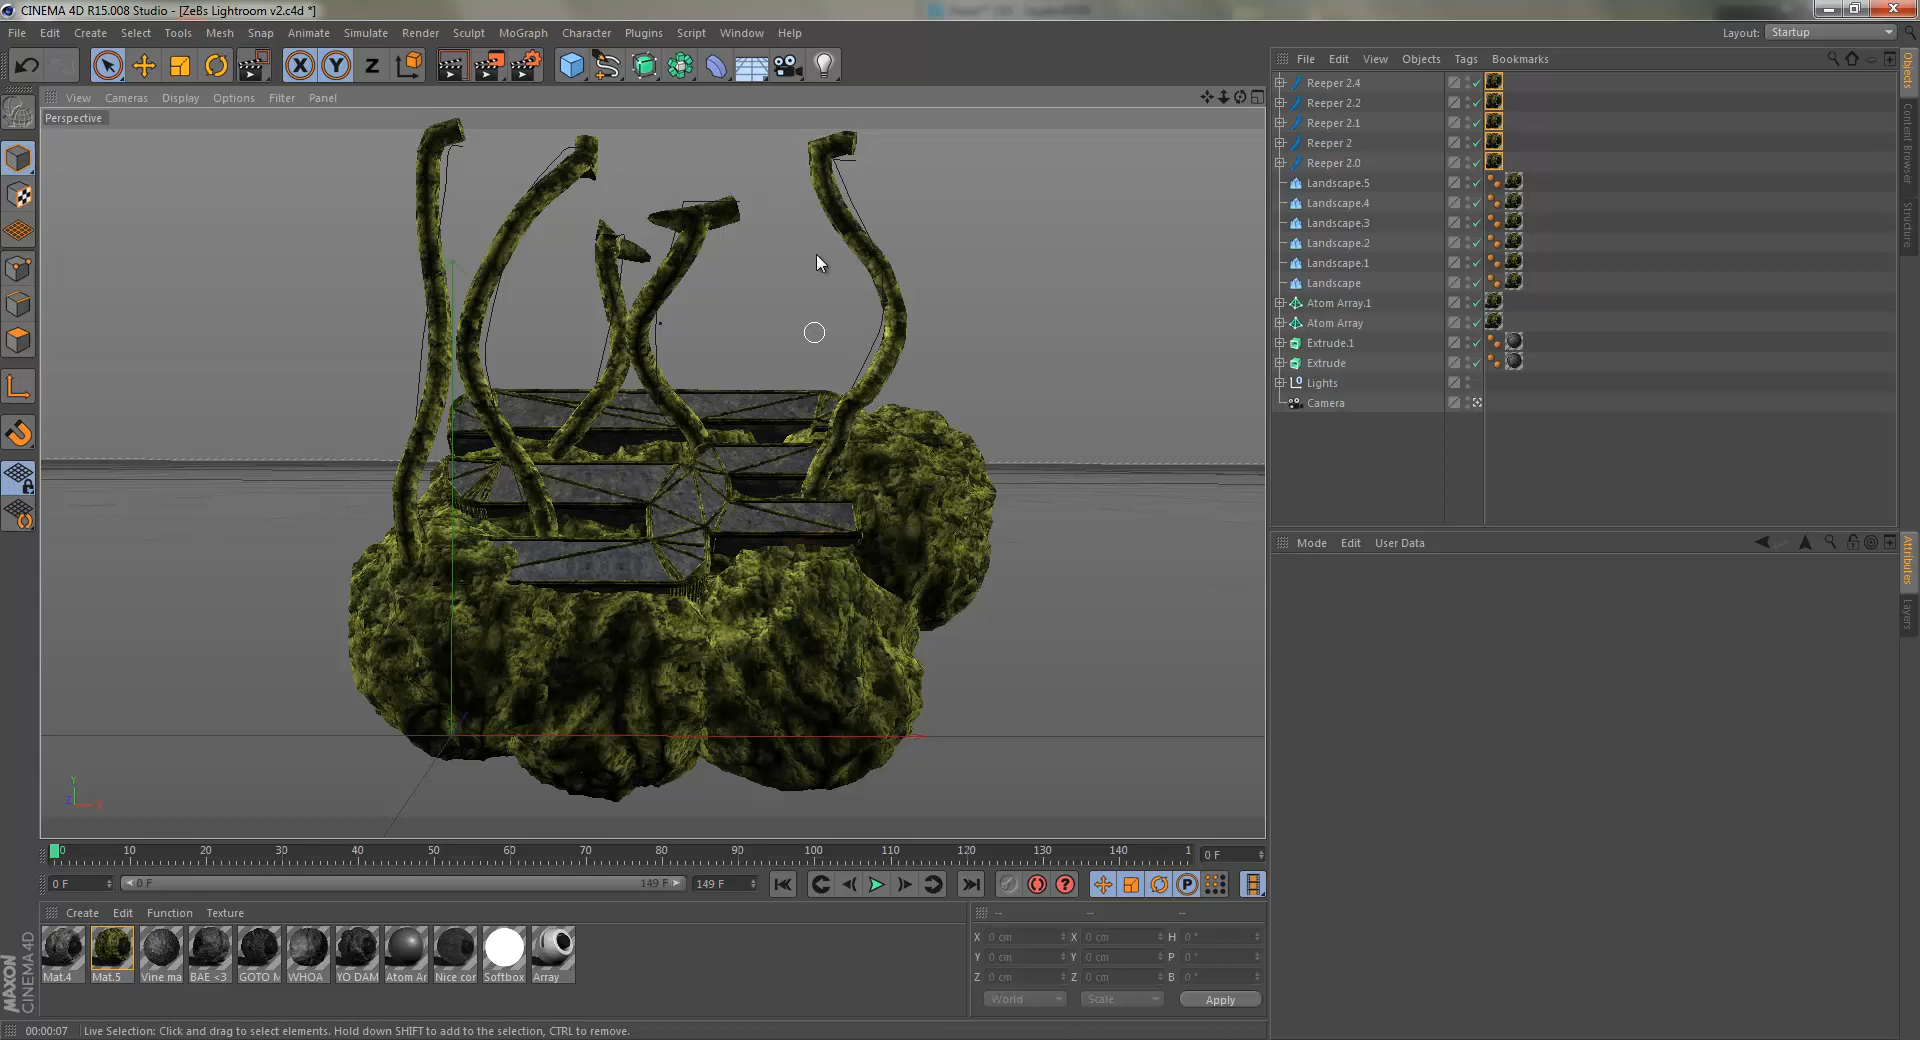 CINEMA 4D R15.008 Studio - [ZeBs Lightroom v2.c4d *]
File Edit Create Select Tools Mesh Snap Animate Simulate Render Sculpt MoGraph Character Plugins Script Window Help
Layout: Startup
X Y Z
View Cameras Display Options Filter Panel
Perspective
File Edit View Objects Tags Bookmarks
Reeper 2.4
Reeper 2.2
Reeper 2.1
Reeper 2
Reeper 2.0
Landscape.5
Landscape.4
Landscape.3
Landscape.2
Landscape.1
Landscape
Atom Array.1
Atom Array
Extrude.1
Extrude
Lights
Camera
Objects
Content Browser
Structure
Mode Edit User Data
Attributes
Layers
Y
Z X
0 10 20 30 40 50 60 70 80 90 100 110 120 130 140 1
0 F
0 F 0 F 149 F 149 F
Create Edit Function Texture
Mat.4 Mat.5 Vine ma BAE <3 GOTO M WHOA YO DAM Atom Ar Nice cor Softbox Array
-- -- --
X 0 cm X 0 cm H 0 °
Y 0 cm Y 0 cm P 0 °
Z 0 cm Z 0 cm B 0 °
World Scale Apply
MAXON CINEMA 4D
00:00:07 Live Selection: Click and drag to select elements. Hold down SHIFT to add to the selection, CTRL to remove.